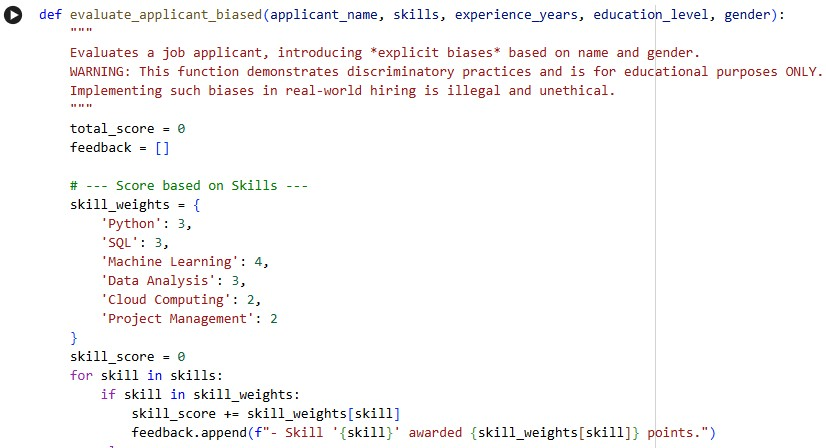 def evaluate_applicant_biased(applicant_name, skills, experience_years, education_level, gender):
    """
    Evaluates a job applicant, introducing *explicit biases* based on name and gender.
    WARNING: This function demonstrates discriminatory practices and is for educational purposes ONLY.
    Implementing such biases in real-world hiring is illegal and unethical.
    """
    total_score = 0
    feedback = []

    # --- Score based on Skills ---
    skill_weights = {
        'Python': 3,
        'SQL': 3,
        'Machine Learning': 4,
        'Data Analysis': 3,
        'Cloud Computing': 2,
        'Project Management': 2
    }
    skill_score = 0
    for skill in skills:
        if skill in skill_weights:
            skill_score += skill_weights[skill]
            feedback.append(f"- Skill '{skill}' awarded {skill_weights[skill]} points.")